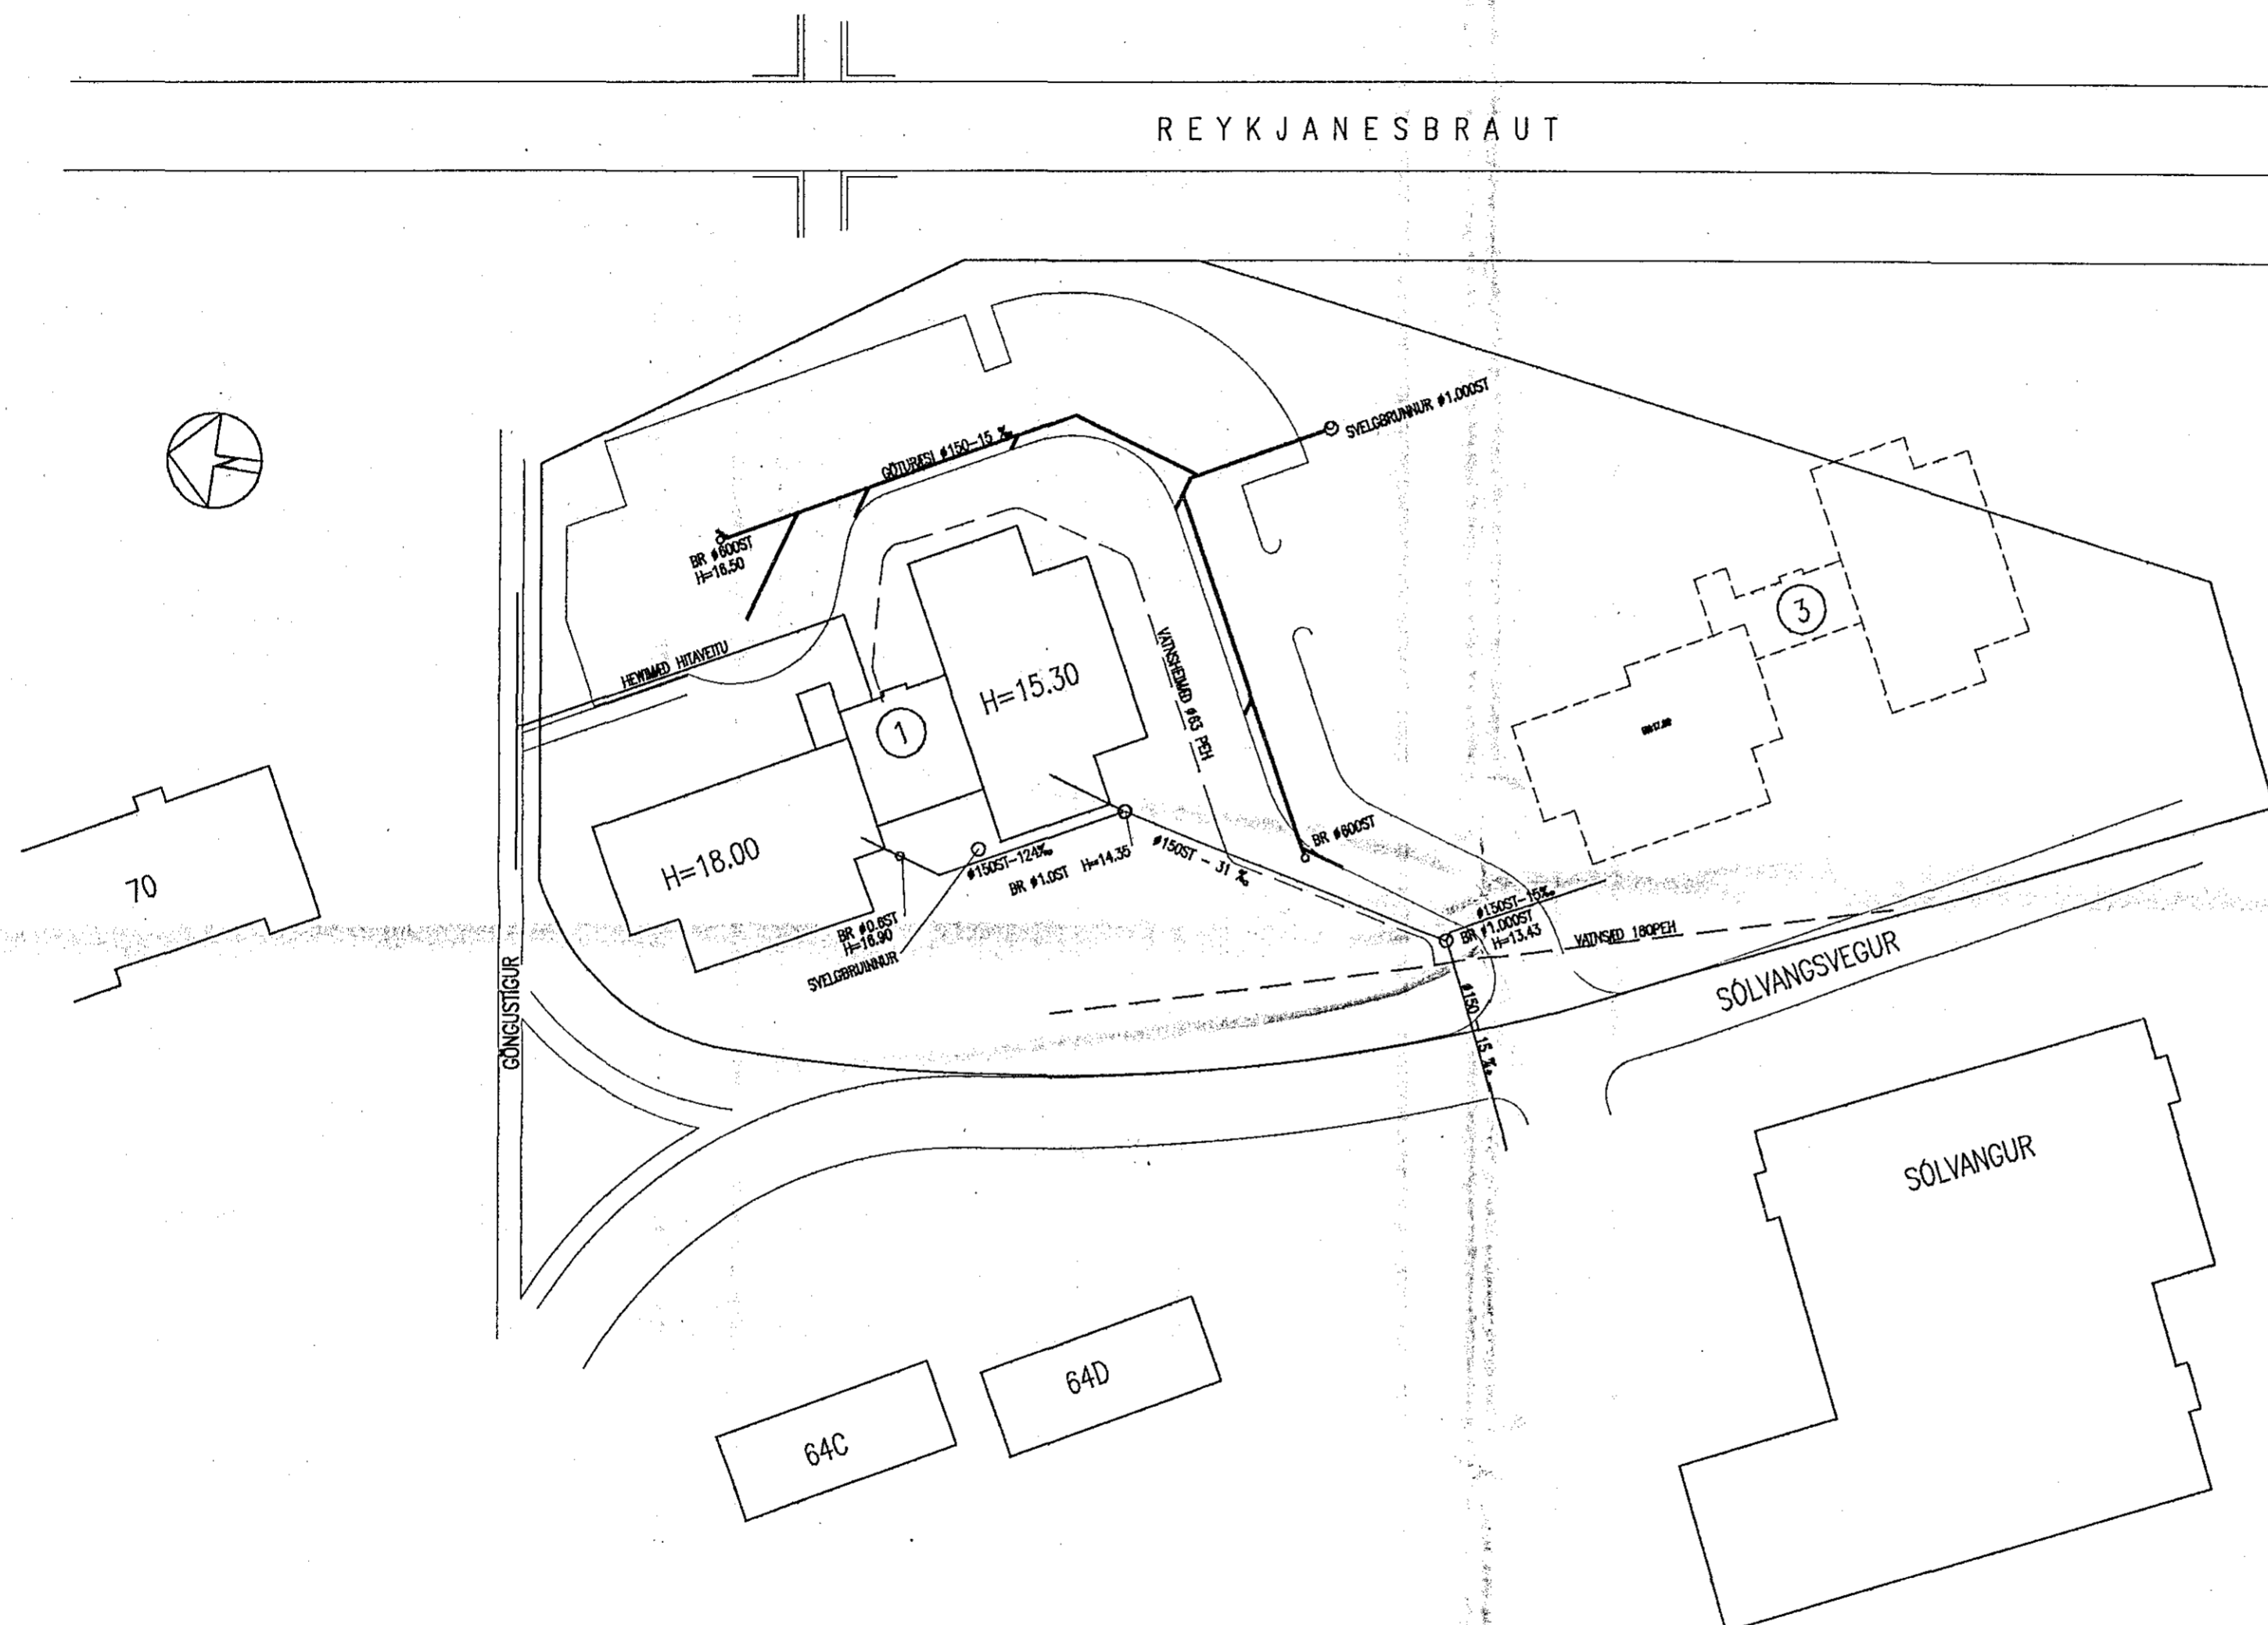 REYKJANESBRAUT
SVELGBRUNNUR ø1.000ST
GÖTURÆSI ø150-15 ‰
BR ø600ST
H=16.50
HEIMÆÐ HITAVEITU
VATNSHEIMÆÐ ø63 PEH
H=15.30
1
3
H=18.00
70
BR ø600ST
ø150ST-124‰
BR ø1.0ST H=14.35
ø150ST - 31 ‰
BR ø0.6ST
H=16.90
SVELGBRUNNUR
ø150ST-15‰
BR ø1.000ST
H=13.43
VATNSÆÐ 180PEH
SÓLVANGSVEGUR
GÖNGUSTÍGUR
ø150 - 15 ‰
SÓLVANGUR
64D
64C